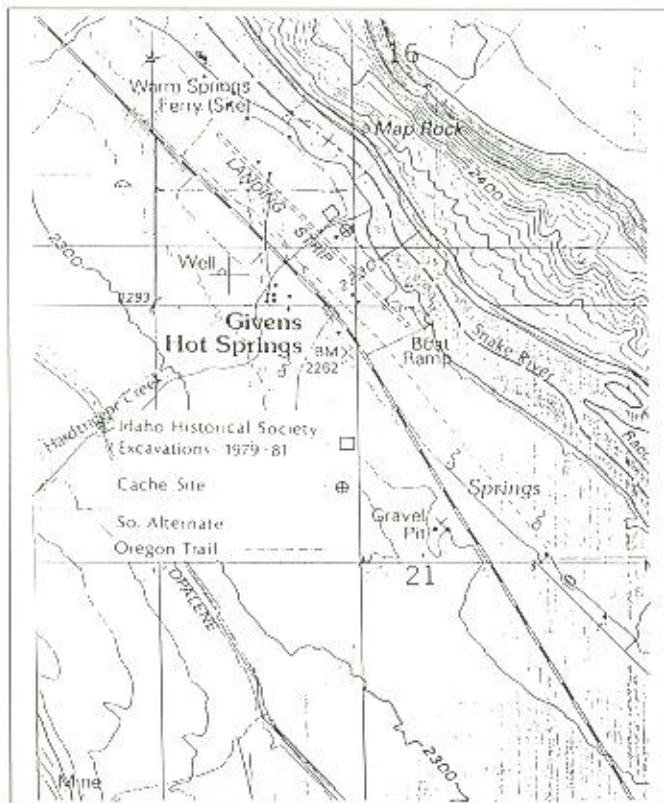 16
Warm Springs
Ferry (Site)
Map Rock
LANDING STRIP
2400
2300
Well
2293
Givens
Hot Springs
BM
2262
Boat
Ramp
Snake River
Hardtrigger Creek
Idaho Historical Society
Excavations 1979-81
Cache Site
So. Alternate
Oregon Trail
Springs
Gravel
Pit
21
OPALENE
2300
Mine